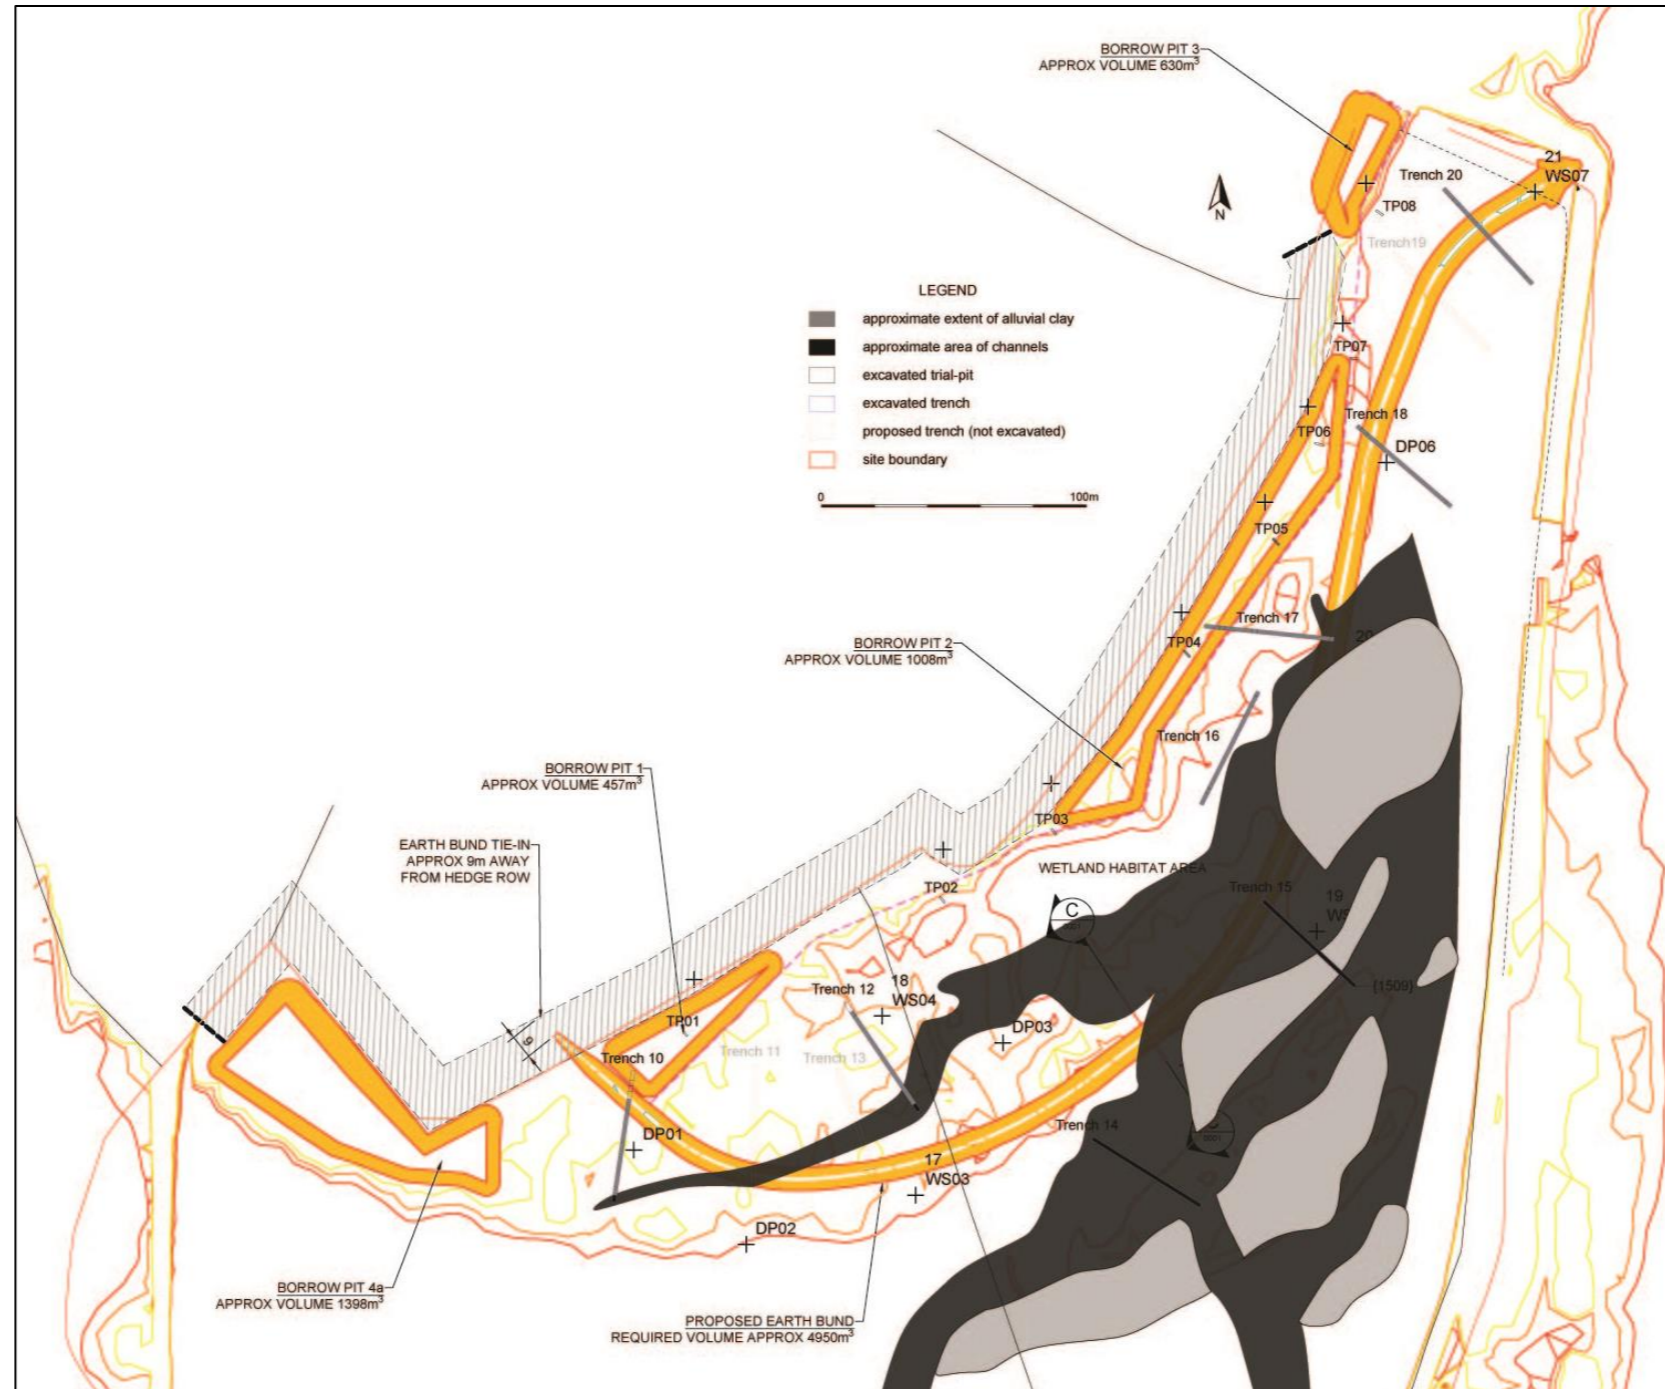 BORROW PIT 3
APPROX VOLUME 630m³
21
WS07
Trench 20
TP08
Trench19
N
LEGEND
approximate extent of alluvial clay
approximate area of channels
excavated trial-pit
excavated trench
proposed trench (not excavated)
site boundary
0
100m
TP07
Trench 18
TP06
DP06
TP05
Trench 17
20
TP04
BORROW PIT 2
APPROX VOLUME 1008m³
Trench 16
BORROW PIT 1
APPROX VOLUME 457m³
TP03
EARTH BUND TIE-IN
APPROX 9m AWAY
FROM HEDGE ROW
WETLAND HABITAT AREA
TP02
Trench 15
19
C
Trench 12
18
WS04
{1509}
TP01
9
DP03
Trench 10
Trench 11
Trench 13
DP01
Trench 14
17
WS03
DP02
BORROW PIT 4a
APPROX VOLUME 1398m³
PROPOSED EARTH BUND
REQUIRED VOLUME APPROX 4950m³